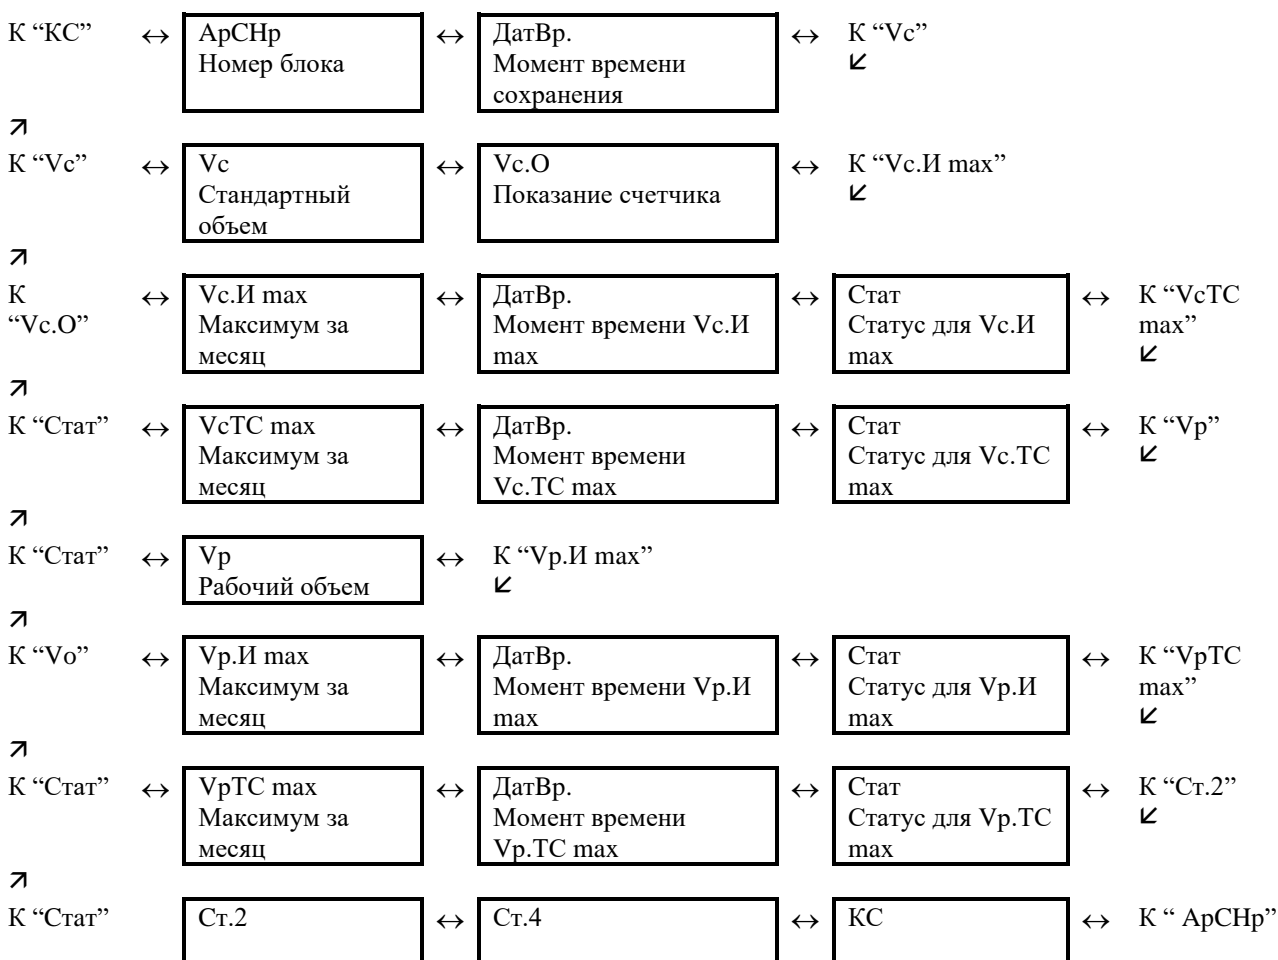 К “КС” ↔ АрСНр ↔ ДатВр. ↔ К “Vc”
Номер блока Момент времени ↙
сохранения
↗
К “Vc” ↔ Vc ↔ Vc.О ↔ К “Vc.И max”
Стандартный Показание счетчика ↙
объем
↗
К ↔ Vc.И max ↔ ДатВр. ↔ Стат ↔ К “VcТС
“Vc.О” Максимум за Момент времени Vc.И Статус для Vc.И max”
месяц max max ↙
↗
К “Стат” ↔ VcТС max ↔ ДатВр. ↔ Стат ↔ К “Vр”
Максимум за Момент времени Статус для Vc.ТС ↙
месяц Vc.ТС max max
↗
К “Стат” ↔ Vр ↔ К “Vр.И max”
Рабочий объем ↙
↗
К “Vо” ↔ Vр.И max ↔ ДатВр. ↔ Стат ↔ К “VрТС
Максимум за Момент времени Vр.И Статус для Vр.И max”
месяц max max ↙
↗
К “Стат” ↔ VрТС max ↔ ДатВр. ↔ Стат ↔ К “Ст.2”
Максимум за Момент времени Статус для Vр.ТС ↙
месяц Vр.ТС max max
↗
К “Стат” Ст.2 ↔ Ст.4 ↔ КС ↔ К “ АрСНр”